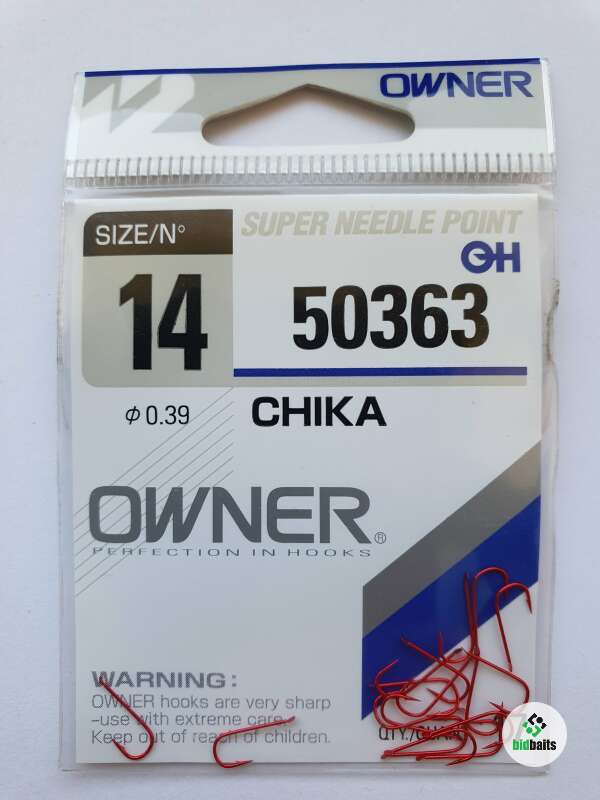 OWNER
SIZE/N°
SUPER NEEDLE POINT
14
50363
Φ 0.39
CHIKA
OWNER®
PERFECTION IN HOOKS
WARNING:
OWNER hooks are very sharp
–use with extreme care.
Keep out of reach of children.
bidbaits